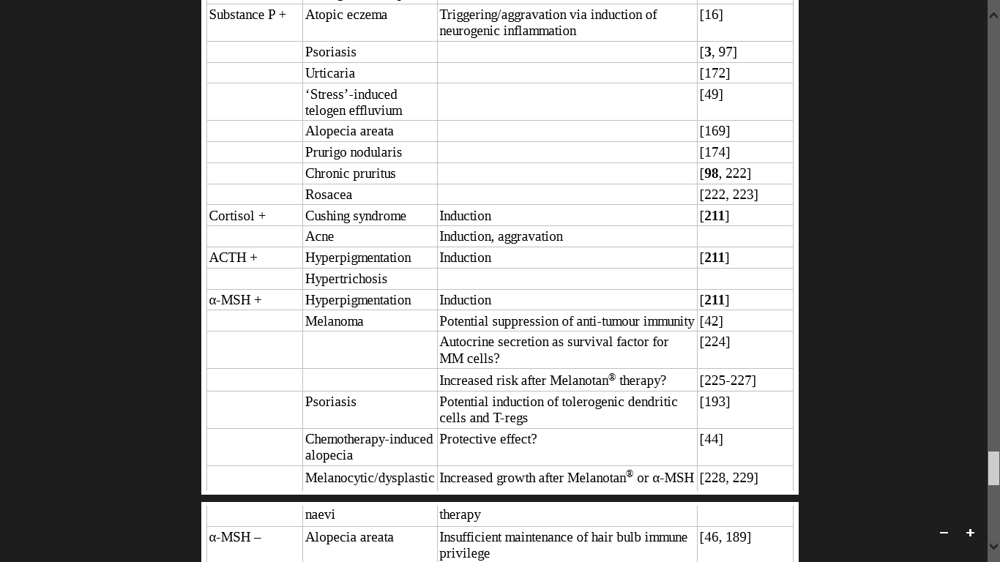 Substance P + Atopic eczema Triggering/aggravation via induction of [16]
neurogenic inflammation
Psoriasis [3, 97]
Urticaria [172]
‘Stress’-induced [49]
telogen effluvium
Alopecia areata [169]
Prurigo nodularis [174]
Chronic pruritus [98, 222]
Rosacea [222, 223]
Cortisol + Cushing syndrome Induction [211]
Acne Induction, aggravation
ACTH + Hyperpigmentation Induction [211]
Hypertrichosis
α-MSH + Hyperpigmentation Induction [211]
Melanoma Potential suppression of anti-tumour immunity [42]
Autocrine secretion as survival factor for [224]
MM cells?
Increased risk after Melanotan® therapy? [225-227]
Psoriasis Potential induction of tolerogenic dendritic [193]
cells and T-regs
Chemotherapy-induced Protective effect? [44]
alopecia
Melanocytic/dysplastic Increased growth after Melanotan® or α-MSH [228, 229]
naevi therapy
α-MSH – Alopecia areata Insufficient maintenance of hair bulb immune [46, 189]
privilege